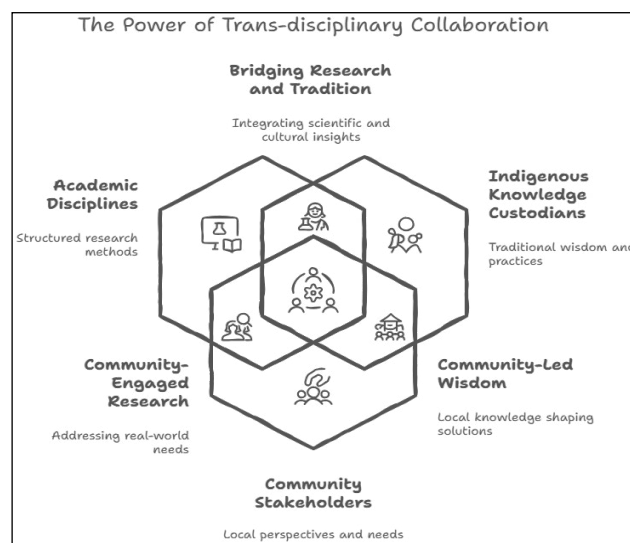 The Power of Trans-disciplinary Collaboration
Bridging Research
and Tradition
Integrating scientific and
cultural insights
Academic
Disciplines
Structured research
methods
Indigenous
Knowledge
Custodians
Traditional wisdom and
practices
Community-
Engaged
Research
Addressing real-world
needs
Community-Led
Wisdom
Local knowledge shaping
solutions
Community
Stakeholders
Local perspectives and needs